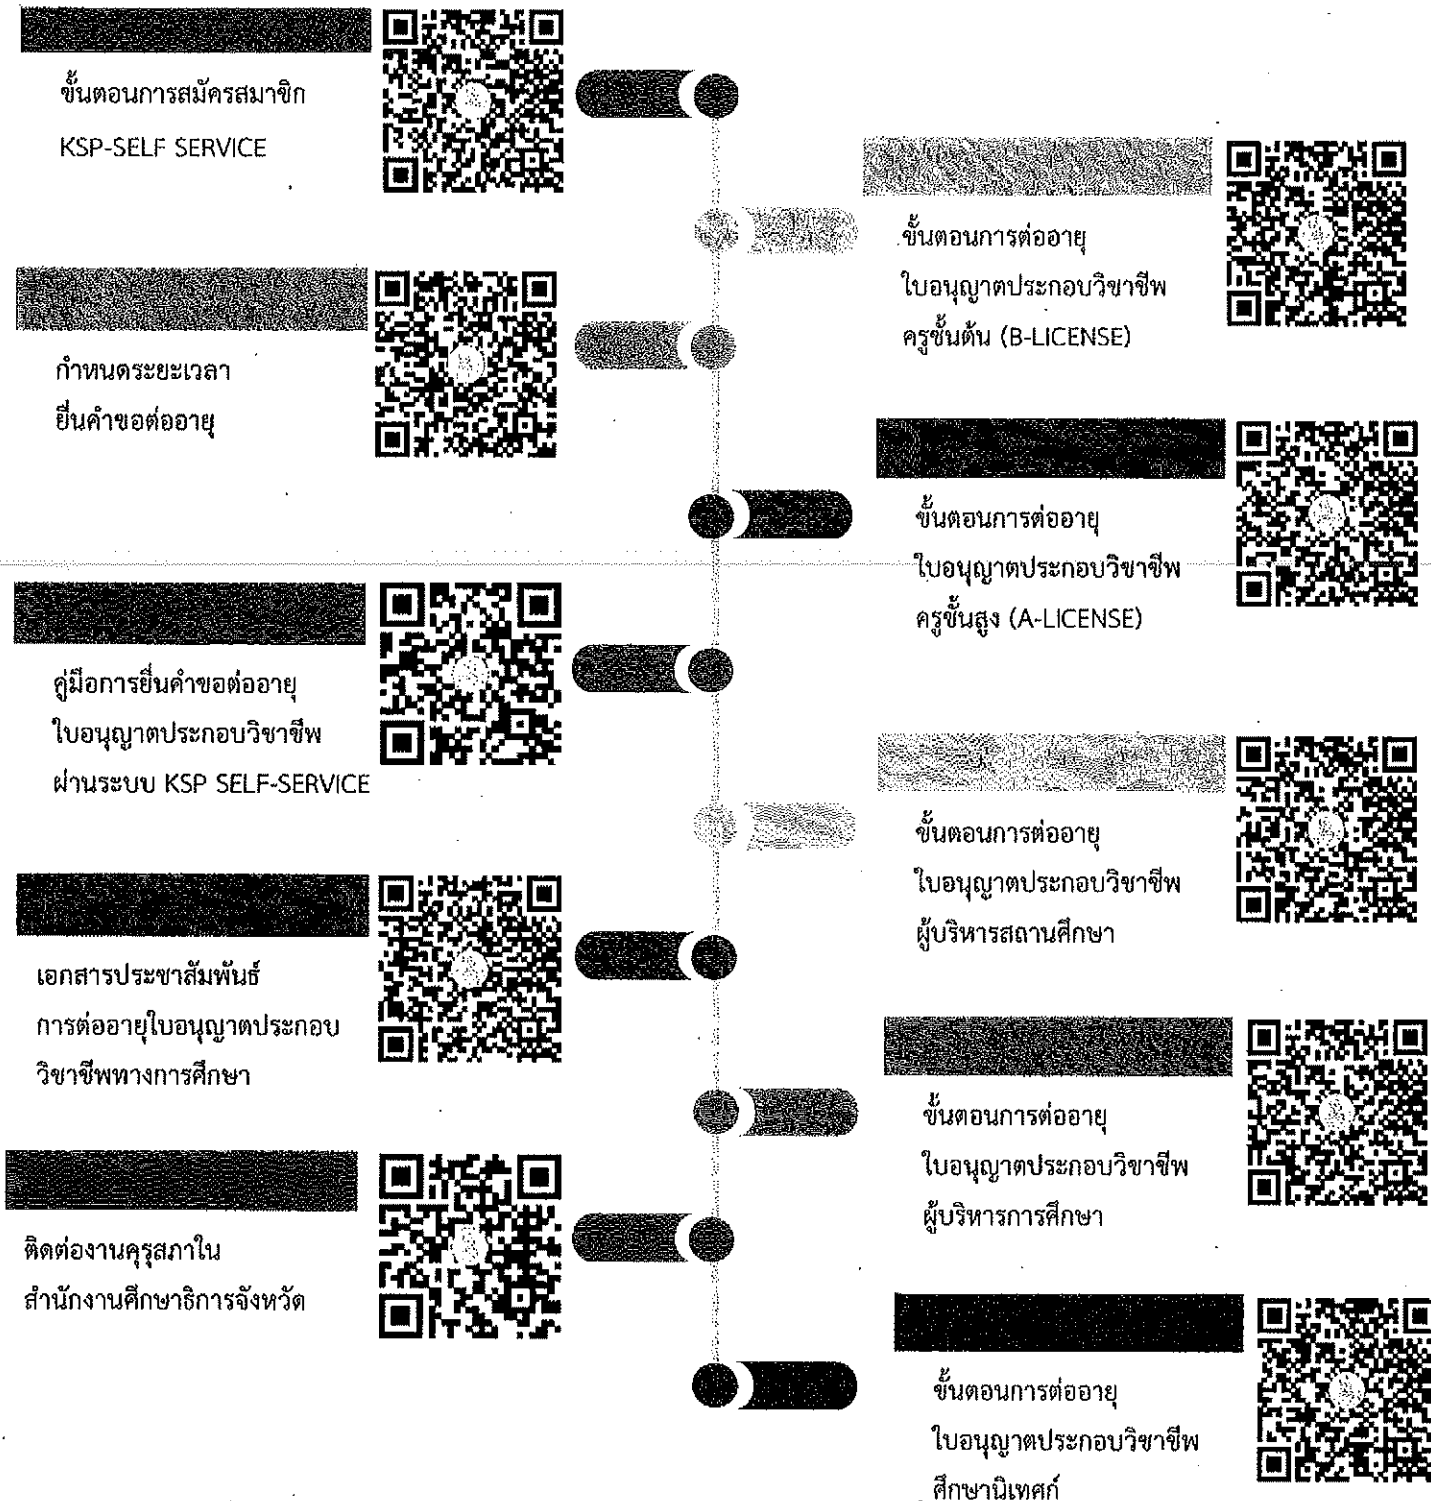 ขั้นตอนการสมัครสมาชิก
KSP-SELF SERVICE
ขั้นตอนการต่ออายุ
ใบอนุญาตประกอบวิชาชีพ
ครูชั้นต้น (B-LICENSE)
กำหนดระยะเวลา
ยื่นคำขอต่ออายุ
ขั้นตอนการต่ออายุ
ใบอนุญาตประกอบวิชาชีพ
ครูชั้นสูง (A-LICENSE)
คู่มือการยื่นคำขอต่ออายุ
ใบอนุญาตประกอบวิชาชีพ
ผ่านระบบ KSP SELF-SERVICE
ขั้นตอนการต่ออายุ
ใบอนุญาตประกอบวิชาชีพ
ผู้บริหารสถานศึกษา
เอกสารประชาสัมพันธ์
การต่ออายุใบอนุญาตประกอบ
วิชาชีพทางการศึกษา
ขั้นตอนการต่ออายุ
ใบอนุญาตประกอบวิชาชีพ
ผู้บริหารการศึกษา
ติดต่องานคุรุสภาใน
สำนักงานศึกษาธิการจังหวัด
ขั้นตอนการต่ออายุ
ใบอนุญาตประกอบวิชาชีพ
ศึกษานิเทศก์